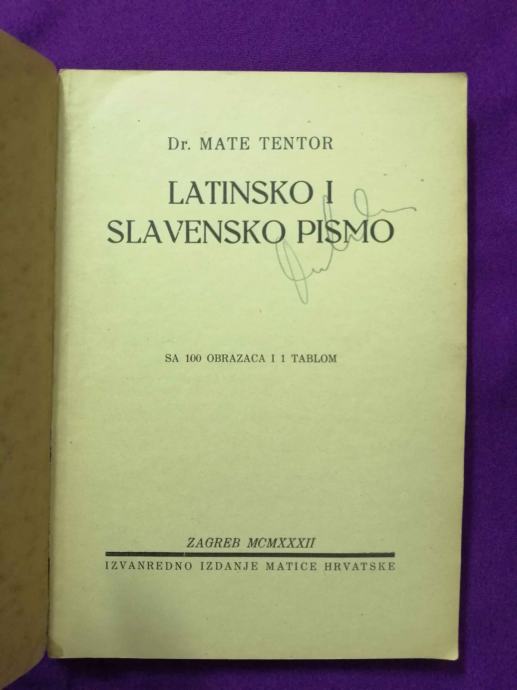 Dr. MATE TENTOR
LATINSKO I
SLAVENSKO PISMO
SA 100 OBRAZACA I 1 TABLOM
ZAGREB MCMXXXII
IZVANREDNO IZDANJE MATICE HRVATSKE